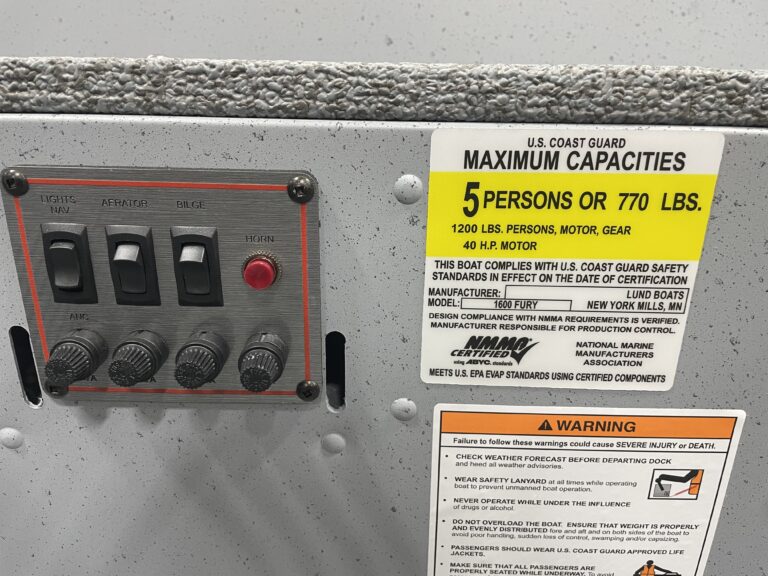 LIGHTS
NAV
AERATOR
BILGE
HORN
ANC
U.S. COAST GUARD
MAXIMUM CAPACITIES
5 PERSONS OR 770 LBS.
1200 LBS. PERSONS, MOTOR, GEAR
40 H.P. MOTOR
THIS BOAT COMPLIES WITH U.S. COAST GUARD SAFETY
STANDARDS IN EFFECT ON THE DATE OF CERTIFICATION
MANUFACTURER: LUND BOATS
MODEL: 1600 FURY NEW YORK MILLS, MN
DESIGN COMPLIANCE WITH NMMA REQUIREMENTS IS VERIFIED.
MANUFACTURER RESPONSIBLE FOR PRODUCTION CONTROL.
NMMA
CERTIFIED
using ABYC standards
NATIONAL MARINE
MANUFACTURERS
ASSOCIATION
MEETS U.S. EPA EVAP STANDARDS USING CERTIFIED COMPONENTS
WARNING
Failure to follow these warnings could cause SEVERE INJURY or DEATH.
• CHECK WEATHER FORECAST BEFORE DEPARTING DOCK
and heed all weather advisories.
• WEAR SAFETY LANYARD at all times while operating
boat to prevent unmanned boat operation.
• NEVER OPERATE WHILE UNDER THE INFLUENCE
of drugs or alcohol.
• DO NOT OVERLOAD THE BOAT. ENSURE THAT WEIGHT IS PROPERLY
AND EVENLY DISTRIBUTED fore and aft and on both sides of the boat to
avoid poor handling, sudden loss of control, swamping and/or capsizing.
• PASSENGERS SHOULD WEAR U.S. COAST GUARD APPROVED LIFE
JACKETS.
• MAKE SURE THAT ALL PASSENGERS ARE
PROPERLY SEATED WHILE UNDERWAY. To avoid